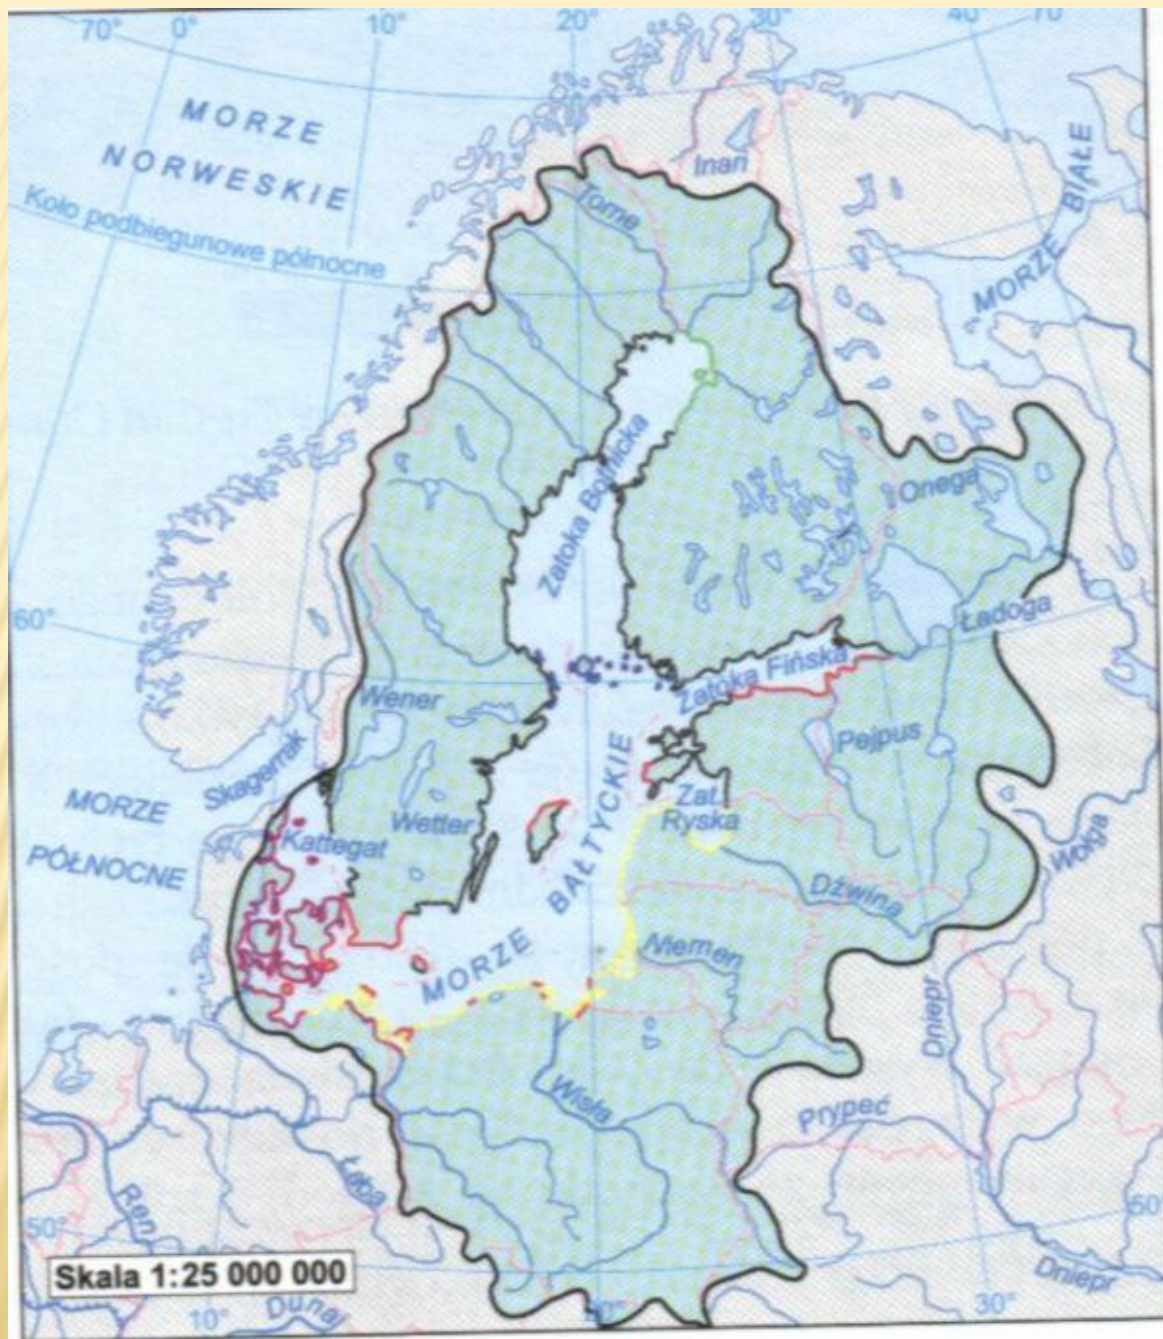 70° 0° 10° 20° 30° 40° 70°
MORZE
NORWESKIE
Koło podbiegunowe północne
Inari
Torne
MORZE BIAŁE
Zatoka Botnicka
Onega
Ładoga
60°
Zatoka Fińska
Wener
Pejpus
Skagerrak
MORZE
PÓŁNOCNE
Kattegat
Wetter
Zat.
Ryska
MORZE BAŁTYCKIE
Wołga
Dźwina
Niemen
Dniepr
Wisła
Prypeć
Ren
Łaba
50°
50°
Skala 1:25 000 000
Dniepr
10°
Dunaj
20°
30°